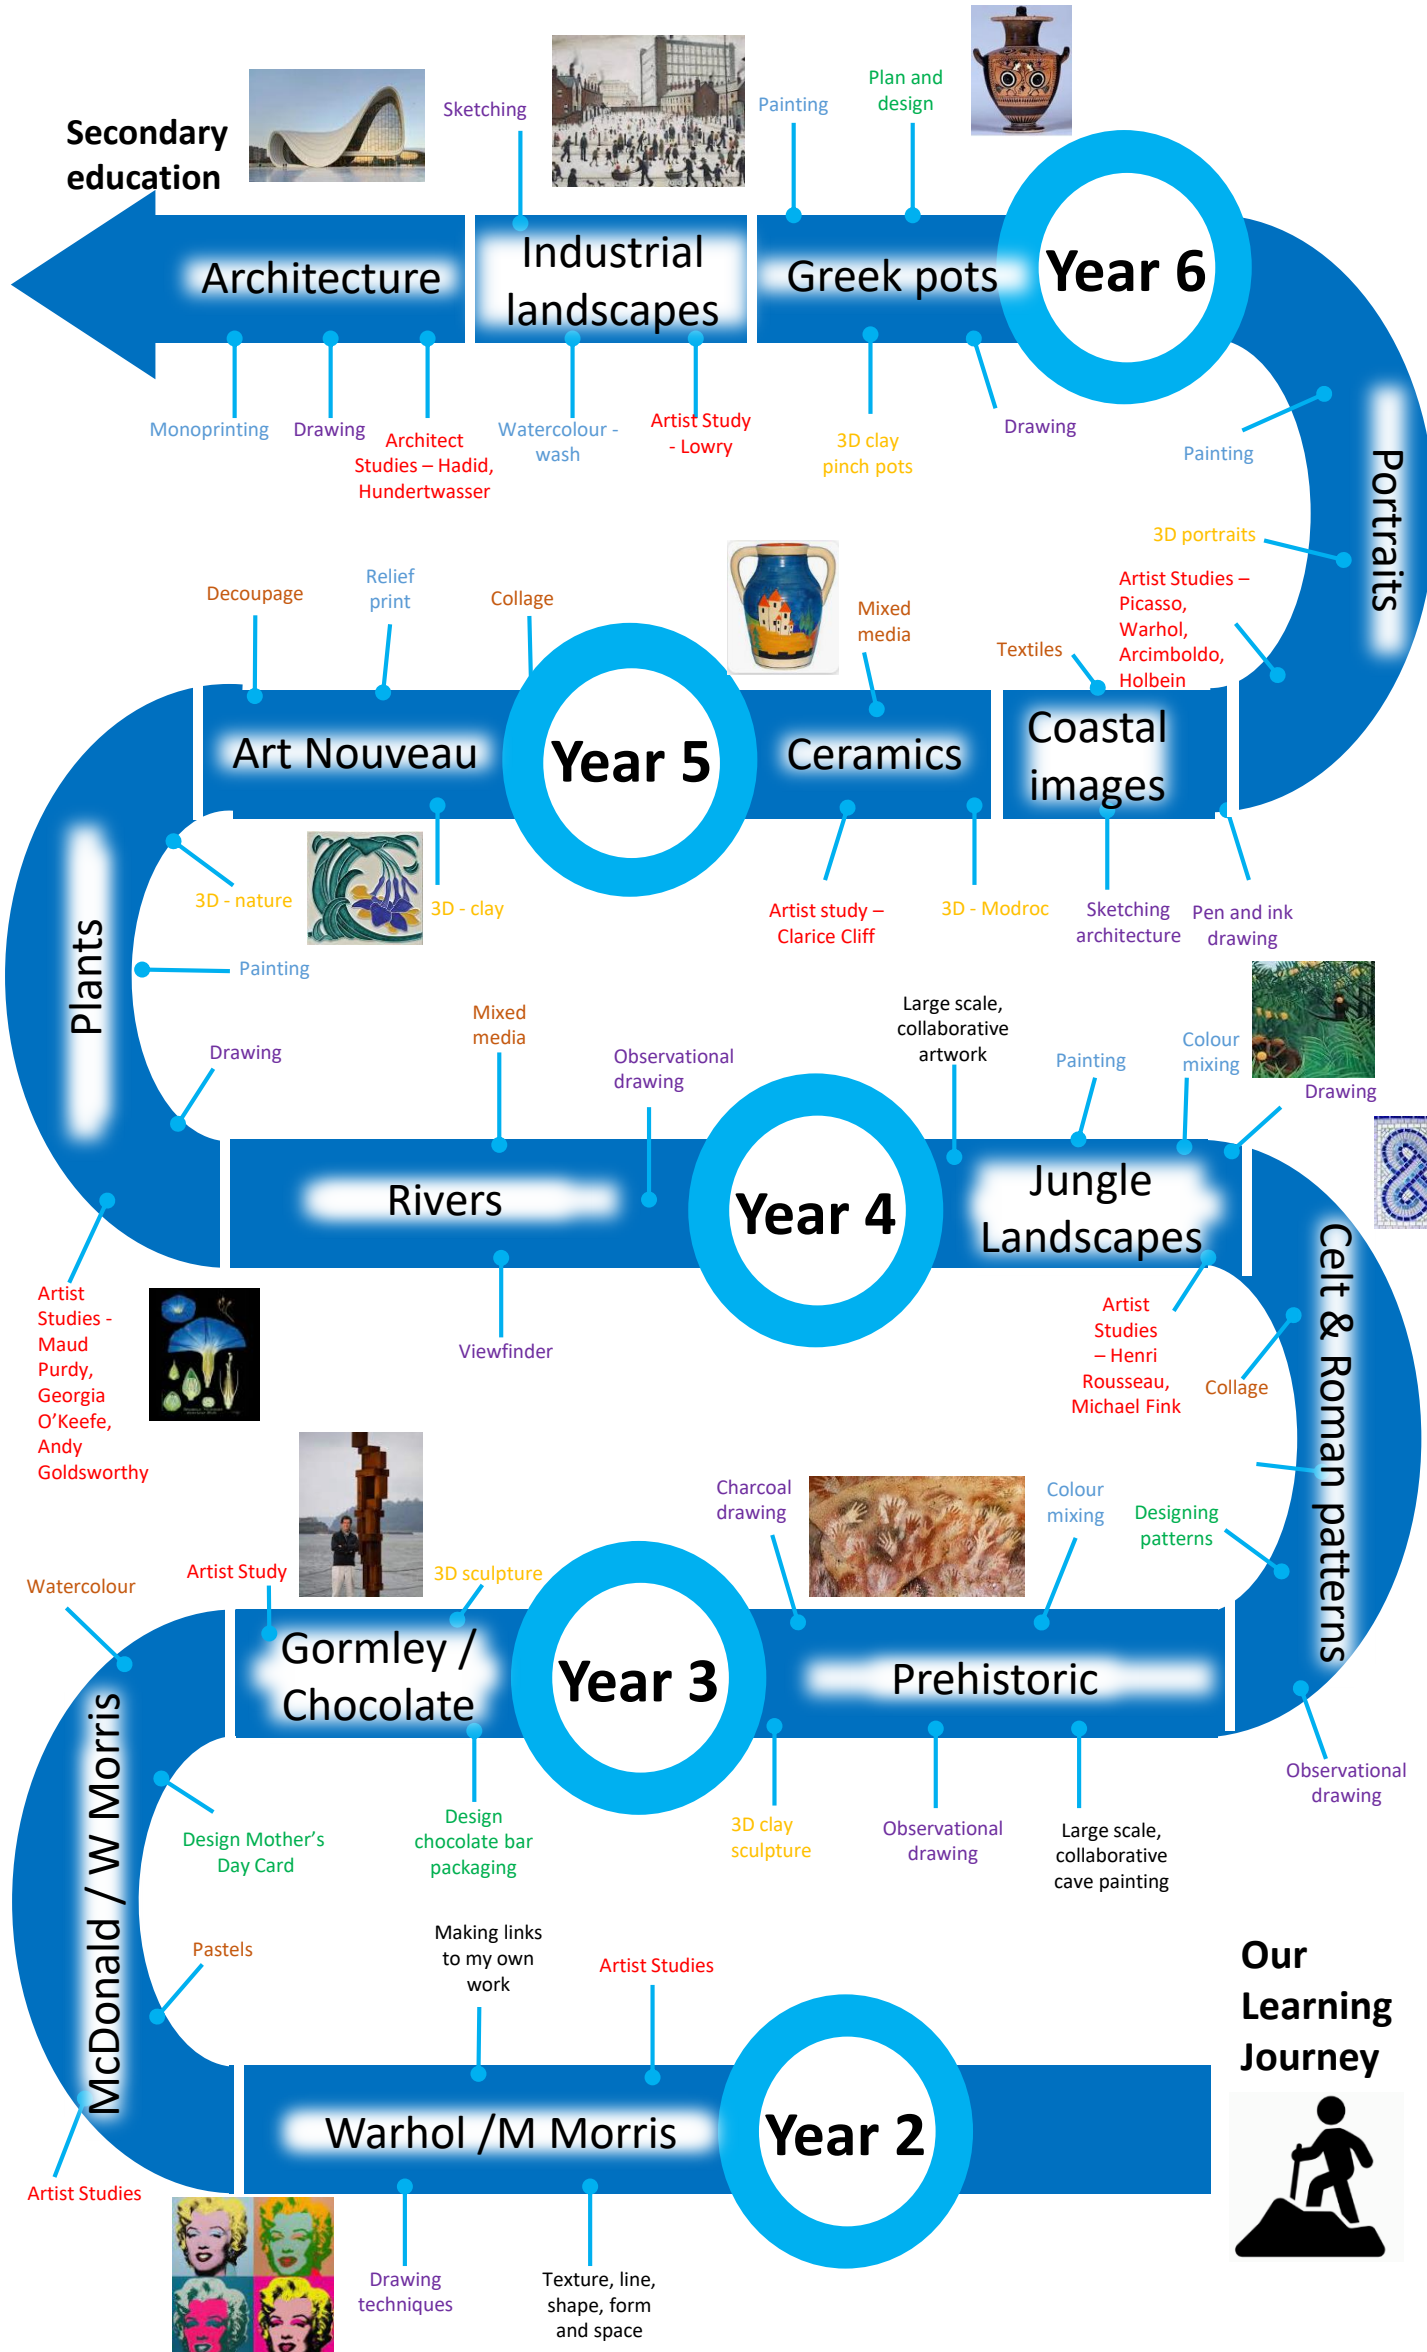 Secondary
education
Sketching
Painting
Plan and
design
Architecture
Industrial
landscapes
Greek pots
Year 6
Monoprinting
Drawing
Architect
Studies – Hadid,
Hundertwasser
Watercolour -
wash
Artist Study
- Lowry
3D clay
pinch pots
Drawing
Painting
Portraits
3D portraits
Artist Studies –
Picasso,
Warhol,
Arcimboldo,
Holbein
Decoupage
Relief
print
Collage
Mixed
media
Textiles
Art Nouveau
Year 5
Ceramics
Coastal
images
3D - nature
3D - clay
Artist study –
Clarice Cliff
3D - Modroc
Sketching
architecture
Pen and ink
drawing
Plants
Painting
Drawing
Mixed
media
Observational
drawing
Large scale,
collaborative
artwork
Painting
Colour
mixing
Drawing
Rivers
Year 4
Jungle
Landscapes
Artist
Studies -
Maud
Purdy,
Georgia
O'Keefe,
Andy
Goldsworthy
Viewfinder
Artist
Studies
– Henri
Rousseau,
Michael Fink
Collage
Celt & Roman patterns
Designing
patterns
Charcoal
drawing
Colour
mixing
Watercolour
Artist Study
3D sculpture
Gormley /
Chocolate
Year 3
Prehistoric
Observational
drawing
McDonald / W Morris
Design Mother's
Day Card
Design
chocolate bar
packaging
3D clay
sculpture
Observational
drawing
Large scale,
collaborative
cave painting
Pastels
Making links
to my own
work
Artist Studies
Our
Learning
Journey
Warhol /M Morris
Year 2
Artist Studies
Drawing
techniques
Texture, line,
shape, form
and space